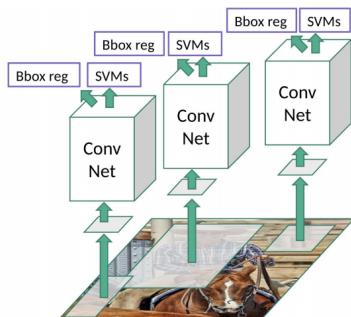 Bbox reg SVMs
Bbox reg SVMs
Bbox reg SVMs
Conv
Net
Conv
Net
Conv
Net